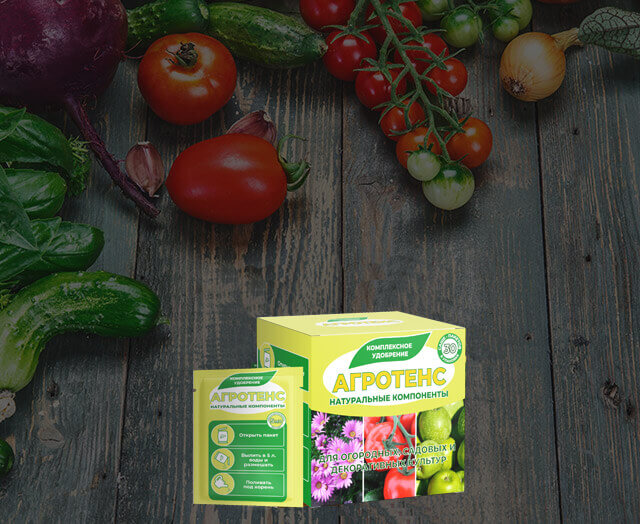 КОМПЛЕКСНОЕ
УДОБРЕНИЕ
30
АГРОТЕНС
НАТУРАЛЬНЫЕ КОМПОНЕНТЫ
ДЛЯ ОГОРОДНЫХ, САДОВЫХ И
ДЕКОРАТИВНЫХ КУЛЬТУР
КОМПЛЕКСНОЕ
УДОБРЕНИЕ
АГРОТЕНС
НАТУРАЛЬНЫЕ КОМПОНЕНТЫ
Открыть пакет
Вылить в 5 л.
воды и
размешать
Поливать
под корень